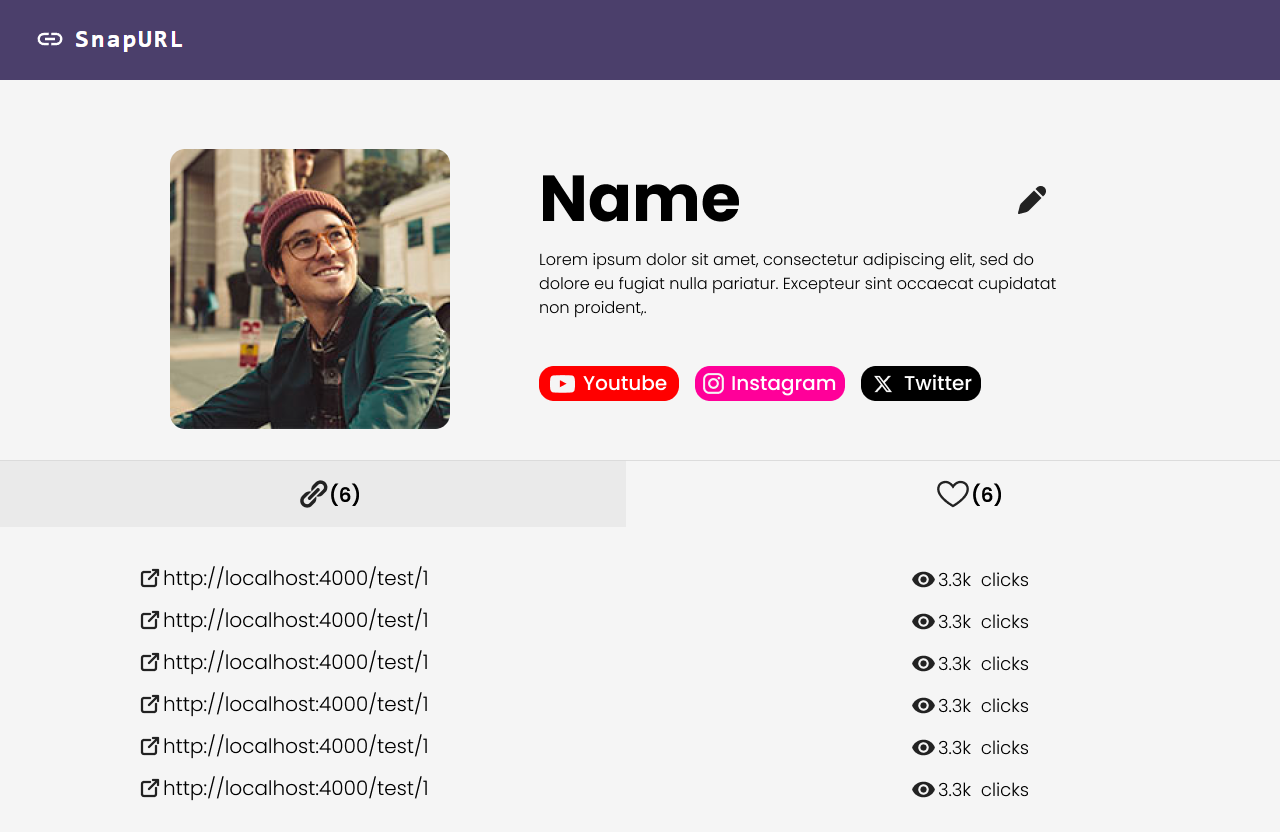 SnapURL
Name
Lorem ipsum dolor sit amet, consectetur adipiscing elit, sed do
dolore eu fugiat nulla pariatur. Excepteur sint occaecat cupidatat
non proident,.
Youtube Instagram Twitter
(6) (6)
http://localhost:4000/test/1 3.3k clicks
http://localhost:4000/test/1 3.3k clicks
http://localhost:4000/test/1 3.3k clicks
http://localhost:4000/test/1 3.3k clicks
http://localhost:4000/test/1 3.3k clicks
http://localhost:4000/test/1 3.3k clicks